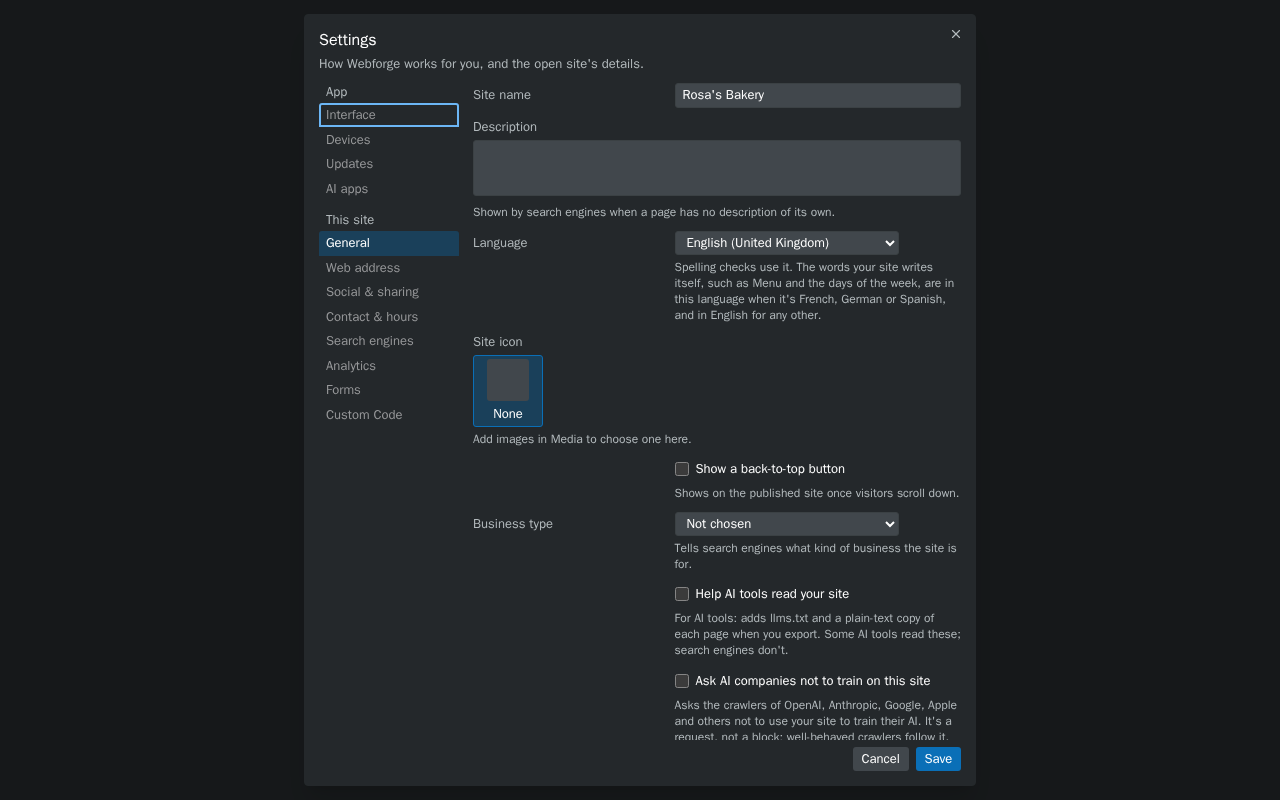 Settings
How Webforge works for you, and the open site's details.
App
Interface
Devices
Updates
AI apps
This site
General
Web address
Social & sharing
Contact & hours
Search engines
Analytics
Forms
Custom Code
Site name
Rosa's Bakery
Description
Shown by search engines when a page has no description of its own.
Language
English (United Kingdom)
Spelling checks use it. The words your site writes
itself, such as Menu and the days of the week, are in
this language when it's French, German or Spanish,
and in English for any other.
Site icon
None
Add images in Media to choose one here.
Show a back-to-top button
Shows on the published site once visitors scroll down.
Business type
Not chosen
Tells search engines what kind of business the site is
for.
Help AI tools read your site
For AI tools: adds llms.txt and a plain-text copy of
each page when you export. Some AI tools read these;
search engines don't.
Ask AI companies not to train on this site
Asks the crawlers of OpenAI, Anthropic, Google, Apple
and others not to use your site to train their AI. It's a
request, not a block: well-behaved crawlers follow it.
Cancel
Save